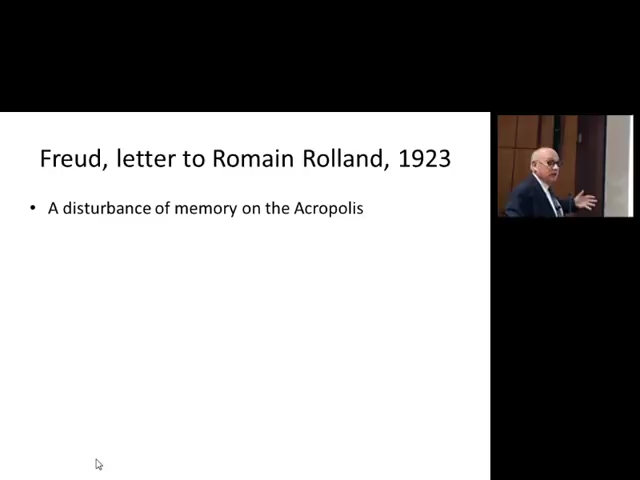 Freud, letter to Romain Rolland, 1923
• A disturbance of memory on the Acropolis